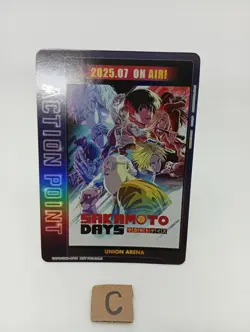 2025.07 ON AIR!
ACTION POINT
SAKAMOTO
DAYS
UNION ARENA
C